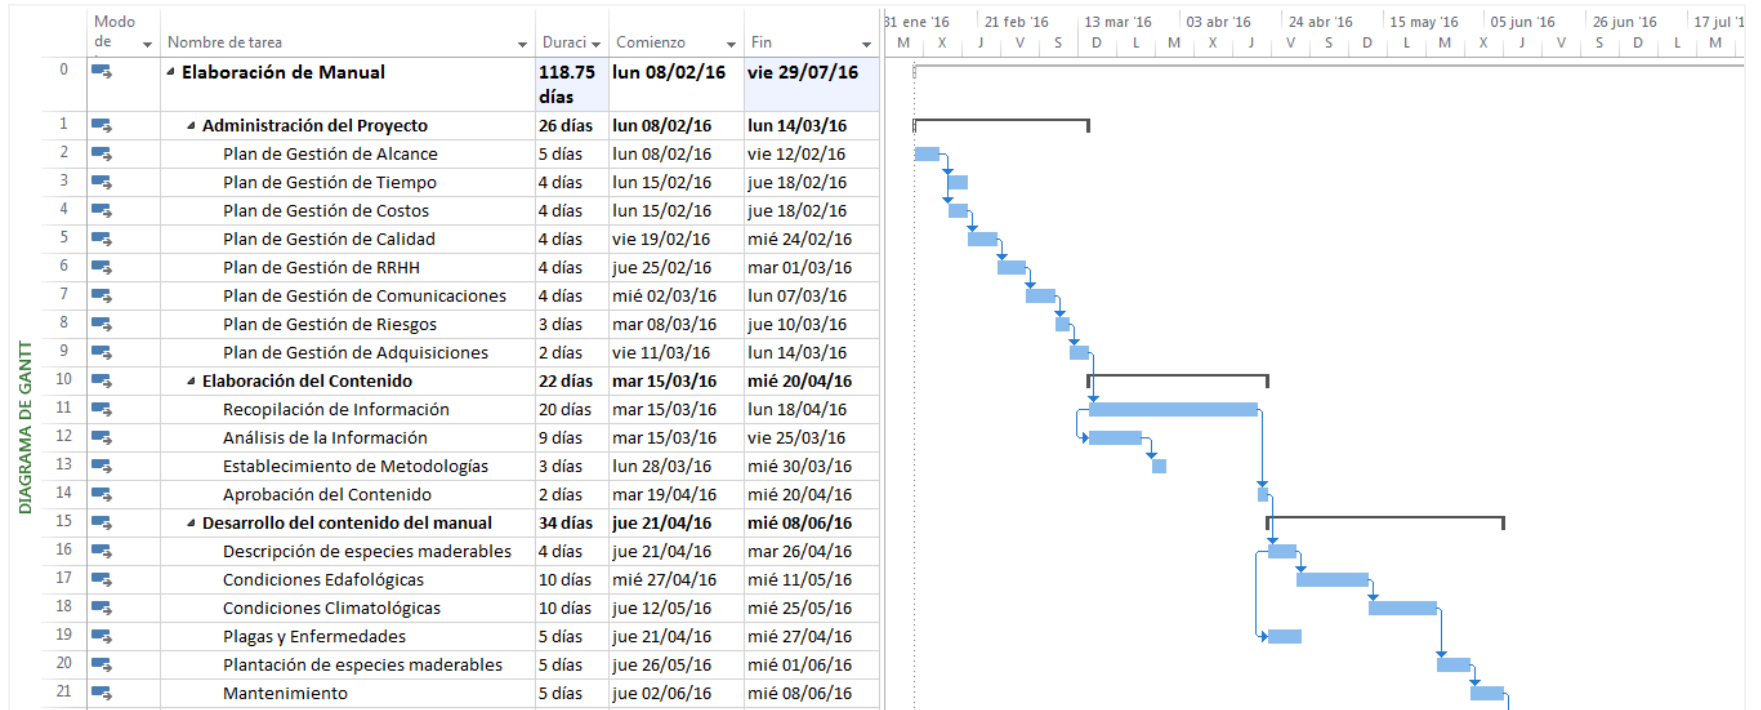 Modo
de
Nombre de tarea
Duraci
Comienzo
Fin
31 ene '16 21 feb '16 13 mar '16 03 abr '16 24 abr '16 15 may '16 05 jun '16 26 jun '16 17 jul '1
M X J V S D L M X J V S D L M X J V S D L M
0 Elaboración de Manual 118.75 días lun 08/02/16 vie 29/07/16
1 Administración del Proyecto 26 días lun 08/02/16 lun 14/03/16
2 Plan de Gestión de Alcance 5 días lun 08/02/16 vie 12/02/16
3 Plan de Gestión de Tiempo 4 días lun 15/02/16 jue 18/02/16
4 Plan de Gestión de Costos 4 días lun 15/02/16 jue 18/02/16
5 Plan de Gestión de Calidad 4 días vie 19/02/16 mié 24/02/16
6 Plan de Gestión de RRHH 4 días jue 25/02/16 mar 01/03/16
7 Plan de Gestión de Comunicaciones 4 días mié 02/03/16 lun 07/03/16
8 Plan de Gestión de Riesgos 3 días mar 08/03/16 jue 10/03/16
9 Plan de Gestión de Adquisiciones 2 días vie 11/03/16 lun 14/03/16
10 Elaboración del Contenido 22 días mar 15/03/16 mié 20/04/16
11 Recopilación de Información 20 días mar 15/03/16 lun 18/04/16
12 Análisis de la Información 9 días mar 15/03/16 vie 25/03/16
13 Establecimiento de Metodologías 3 días lun 28/03/16 mié 30/03/16
14 Aprobación del Contenido 2 días mar 19/04/16 mié 20/04/16
15 Desarrollo del contenido del manual 34 días jue 21/04/16 mié 08/06/16
16 Descripción de especies maderables 4 días jue 21/04/16 mar 26/04/16
17 Condiciones Edafológicas 10 días mié 27/04/16 mié 11/05/16
18 Condiciones Climatológicas 10 días jue 12/05/16 mié 25/05/16
19 Plagas y Enfermedades 5 días jue 21/04/16 mié 27/04/16
20 Plantación de especies maderables 5 días jue 26/05/16 mié 01/06/16
21 Mantenimiento 5 días jue 02/06/16 mié 08/06/16
DIAGRAMA DE GANTT